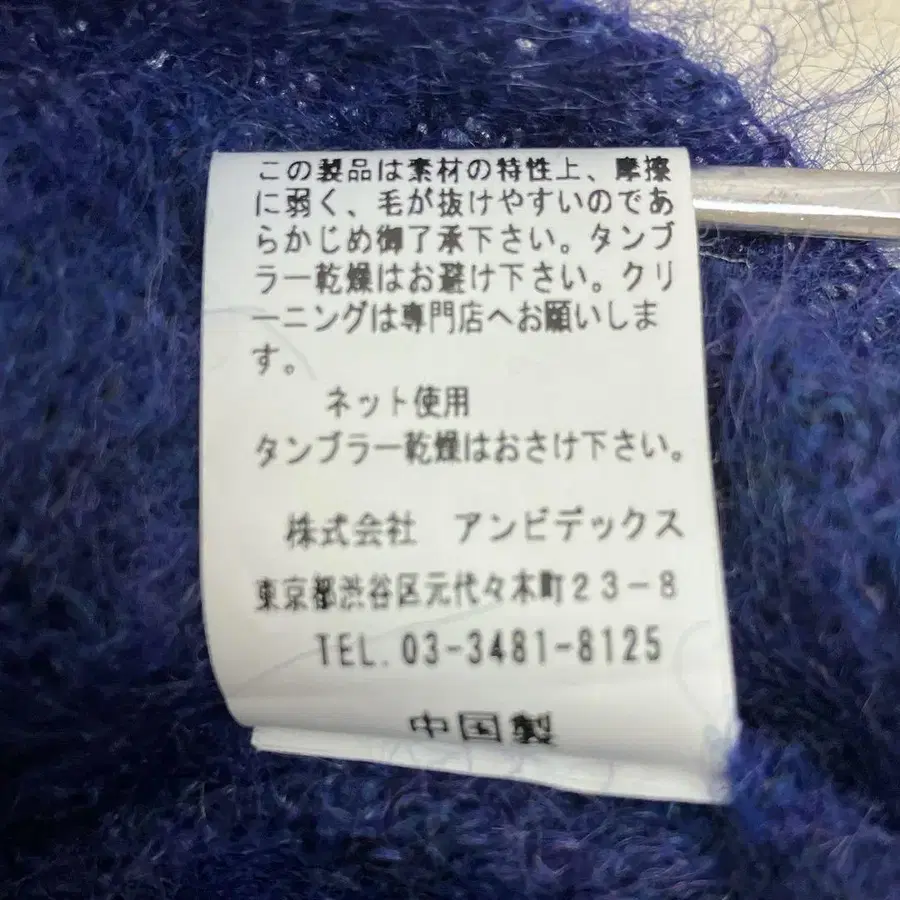 この製品は素材の特性上、摩擦
に弱く、毛が抜けやすいのであ
らかじめ御了承下さい。タンブ
ラー乾燥はお避け下さい。クリ
ーニングは専門店へお願いしま
す。
ネット使用
タンブラー乾燥はおさけ下さい。
株式会社 アンビデックス
東京都渋谷区元代々木町23-8
TEL. 03-3481-8125
中国製